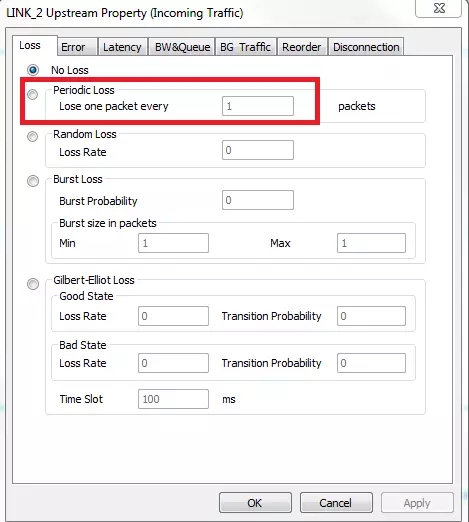 LINK_2 Upstream Property (Incoming Traffic)
Loss Error Latency BW&Queue BG Traffic Reorder Disconnection
No Loss
Periodic Loss
Lose one packet every 1 packets
Random Loss
Loss Rate 0
Burst Loss
Burst Probability 0
Burst size in packets
Min 1 Max 1
Gilbert-Elliot Loss
Good State
Loss Rate 0 Transition Probability 0
Bad State
Loss Rate 0 Transition Probability 0
Time Slot 100 ms
OK Cancel Apply